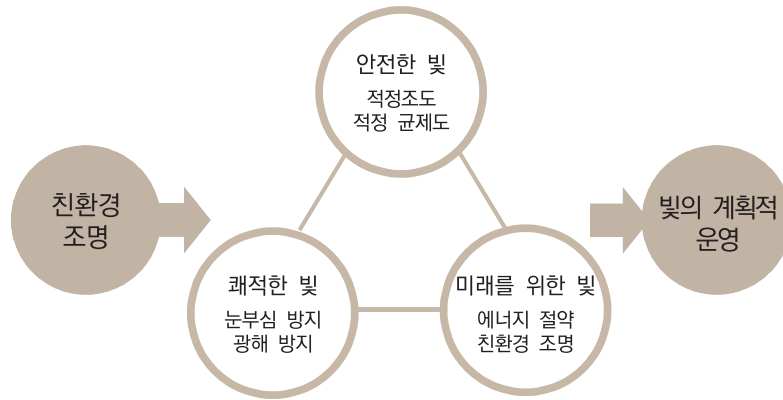 안전한 빛
적정조도
적정 균제도
친환경
조명
쾌적한 빛
눈부심 방지
광해 방지
미래를 위한 빛
에너지 절약
친환경 조명
빛의 계획적
운영